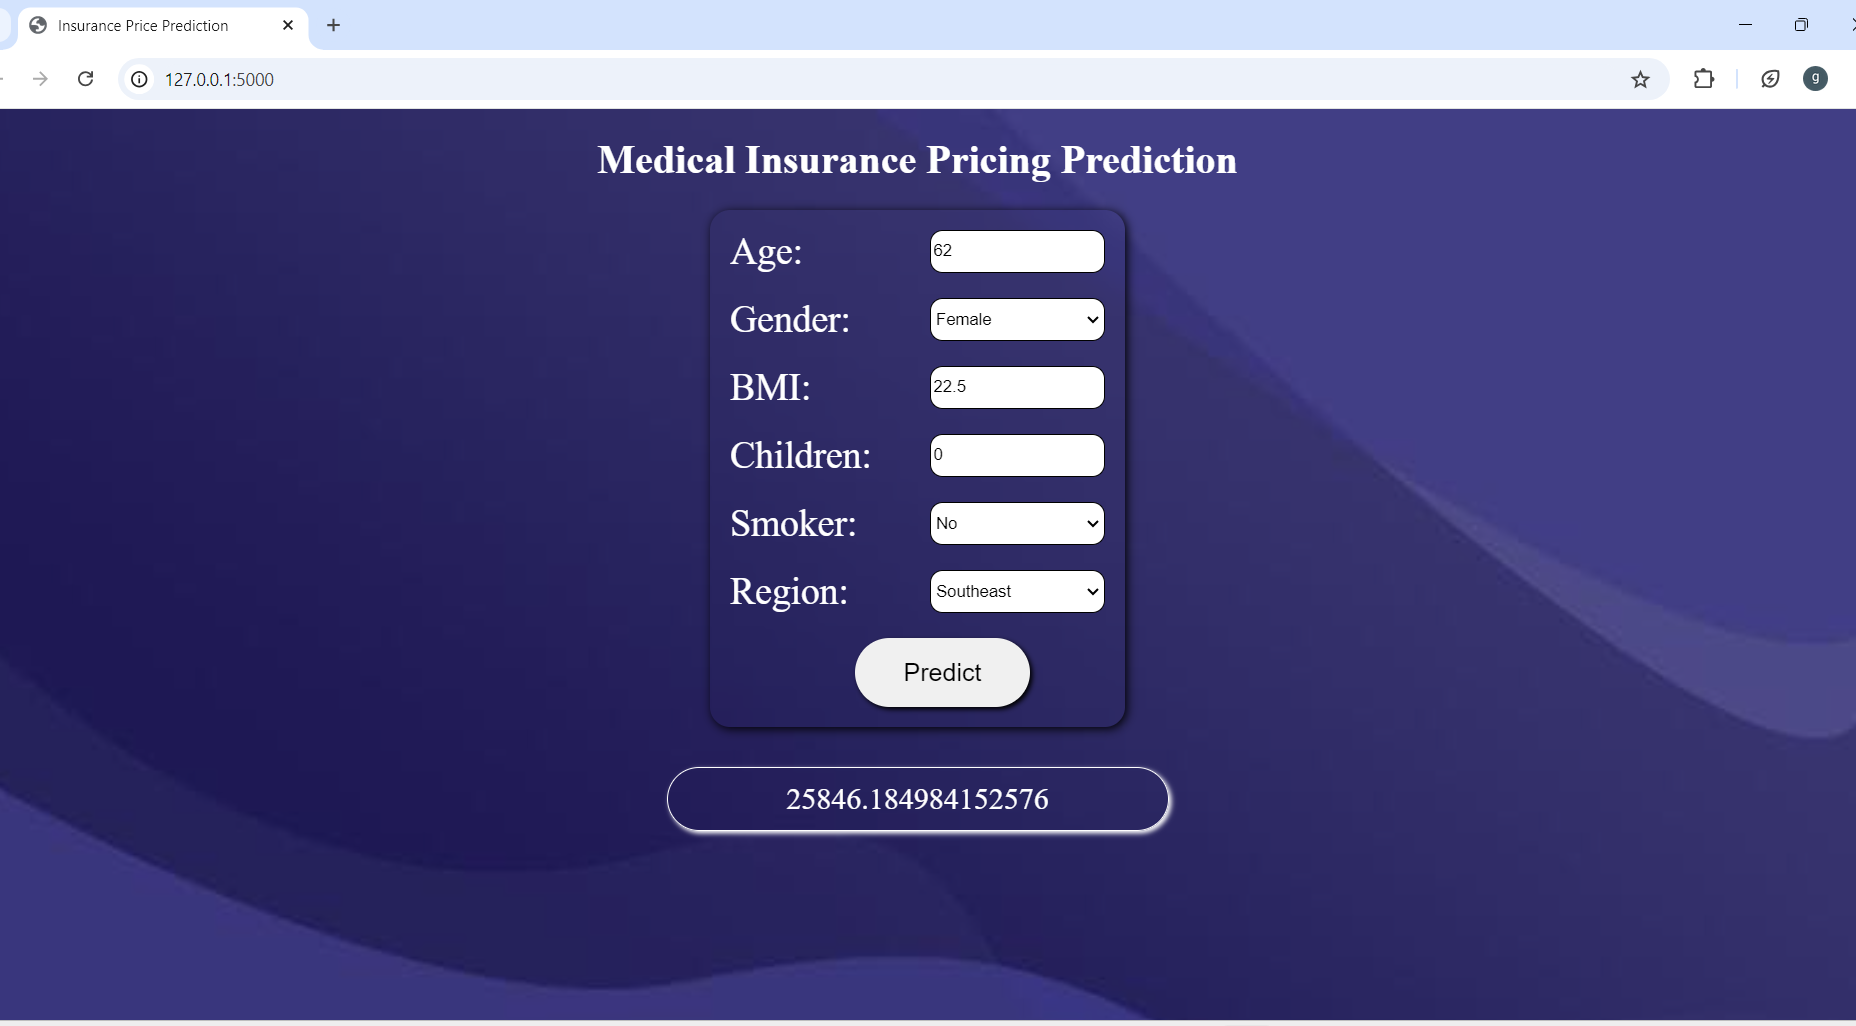 Insurance Price Prediction
127.0.0.1:5000
g
Medical Insurance Pricing Prediction
Age: 62
Gender: Female
BMI: 22.5
Children: 0
Smoker: No
Region: Southeast
Predict
25846.184984152576